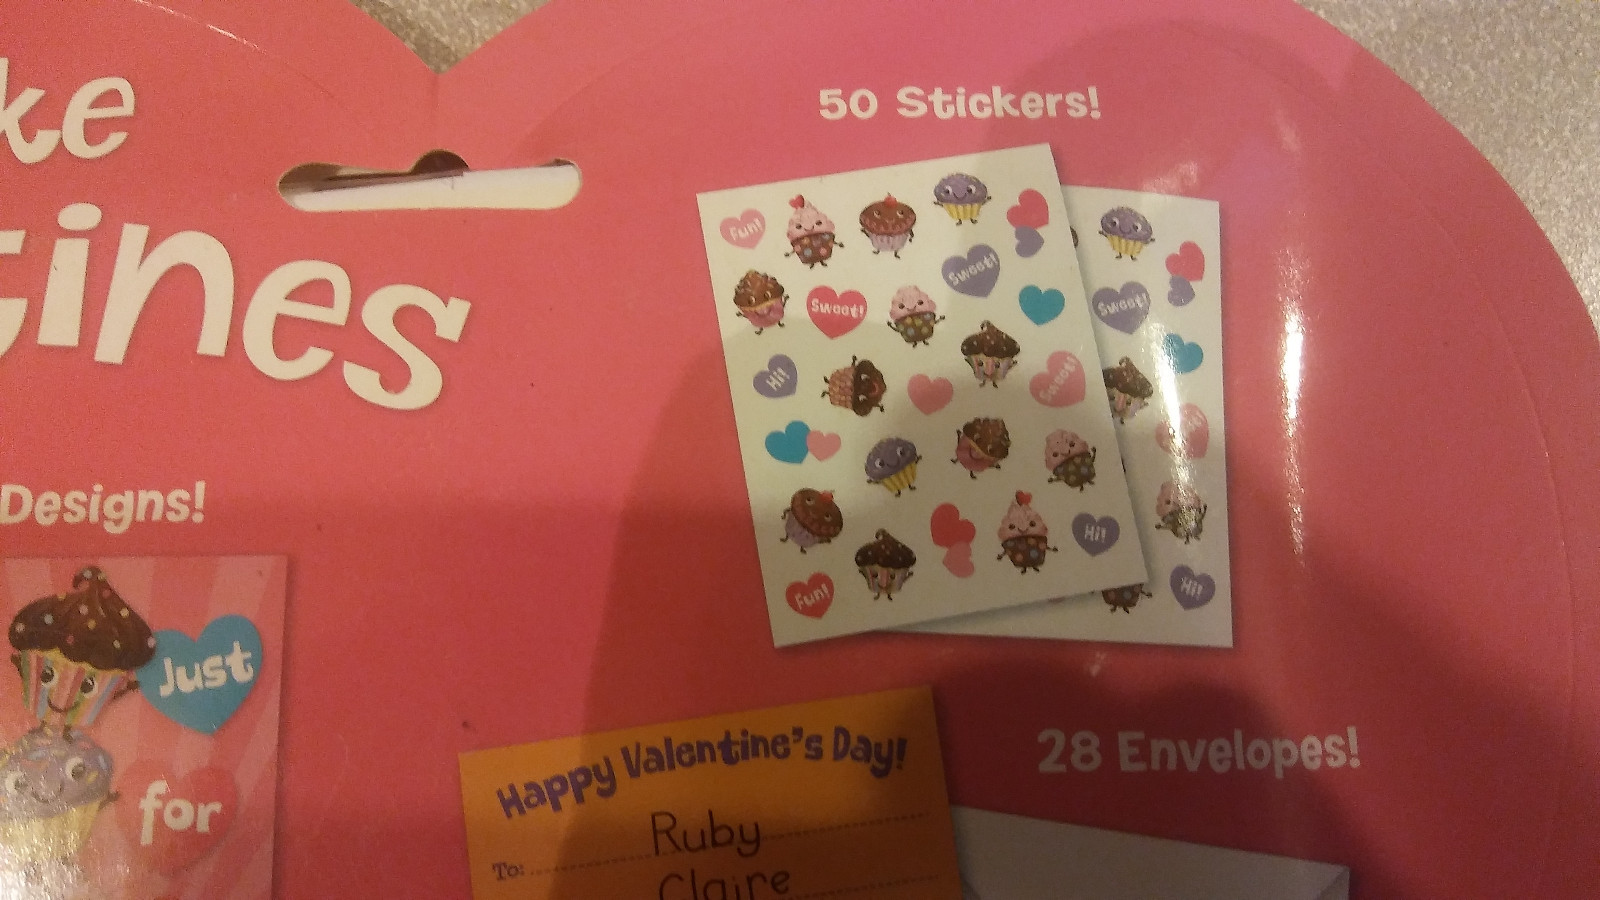 ke
tines
50 Stickers!
Fun!
Sweet!
Sweet!
Sweet!
Hi!
Sweet!
Hi!
Fun!
Hi!
Designs!
Just
for
28 Envelopes!
Happy Valentine's Day!
Ruby
To:
Claire